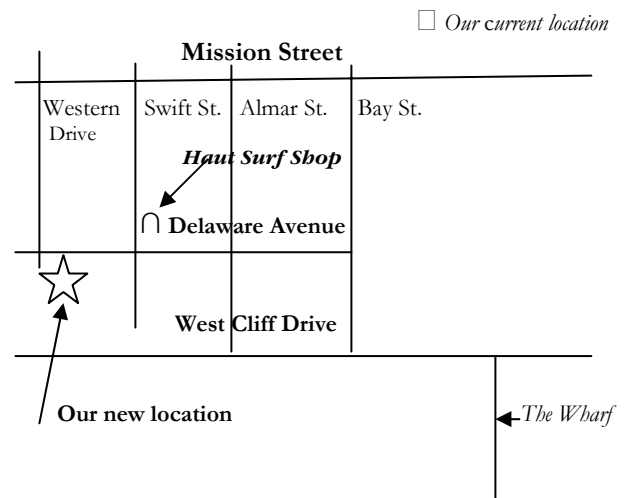 Our current location
Mission Street
Western
Drive
Swift St.
Almar St.
Bay St.
Haut Surf Shop
Delaware Avenue
West Cliff Drive
Our new location
The Wharf